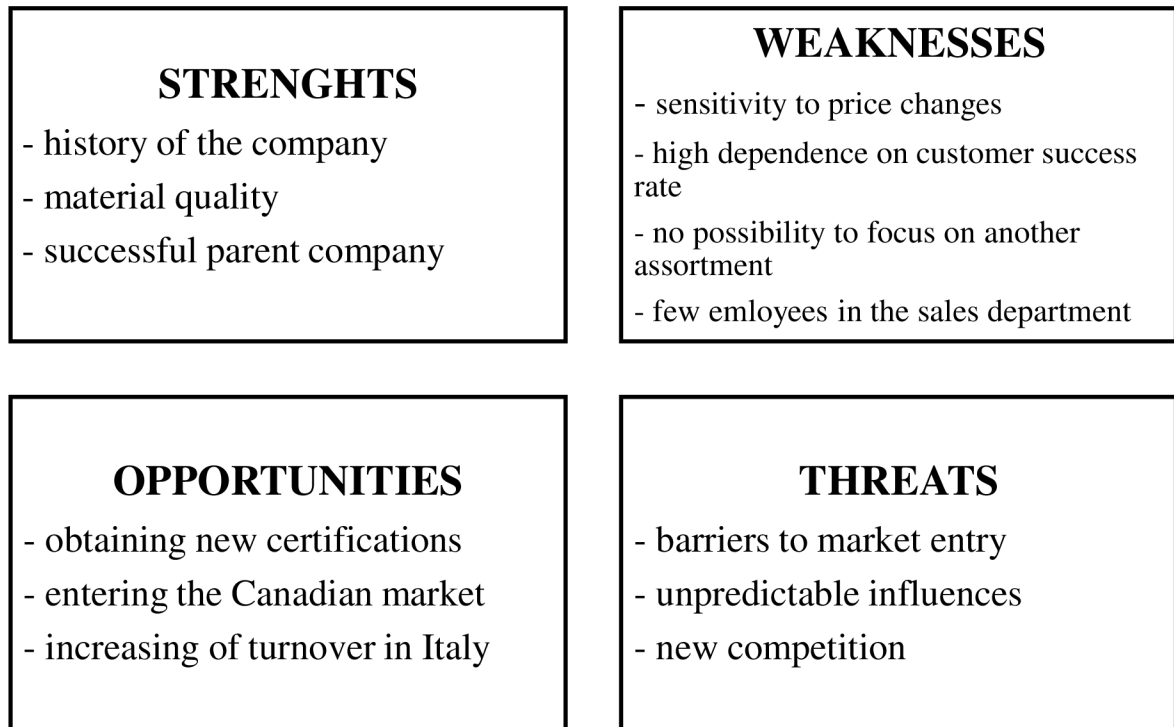 STRENGHTS
- history of the company
- material quality
- successful parent company
WEAKNESSES
- sensitivity to price changes
- high dependence on customer success
rate
- no possibility to focus on another
assortment
- few emloyees in the sales department
OPPORTUNITIES
- obtaining new certifications
- entering the Canadian market
- increasing of turnover in Italy
THREATS
- barriers to market entry
- unpredictable influences
- new competition